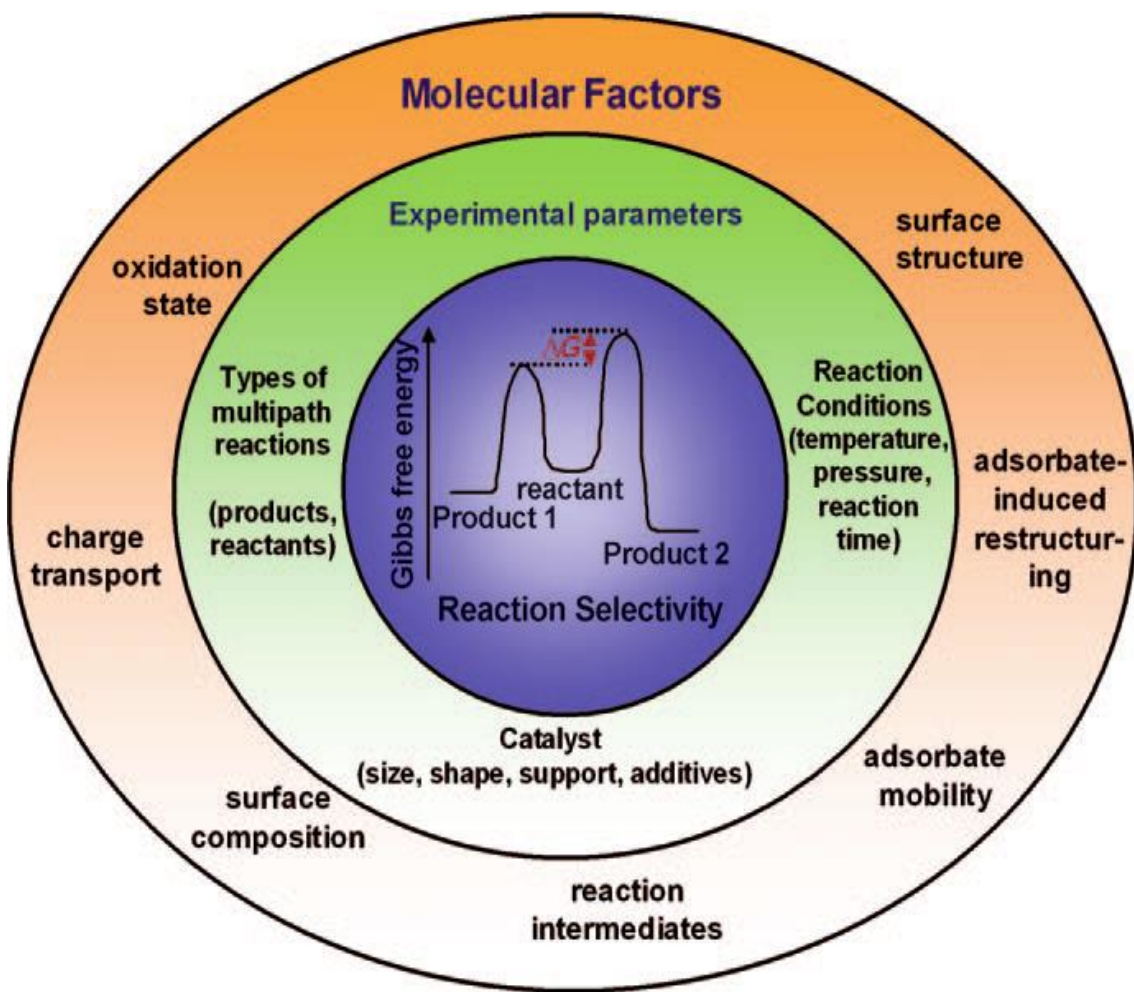 Molecular Factors
Experimental parameters
oxidation
state
surface
structure
Types of
multipath
reactions
(products,
reactants)
Reaction
Conditions
(temperature,
pressure,
reaction
time)
Gibbs free energy
ΔG
reactant
Product 1
Product 2
Reaction Selectivity
charge
transport
adsorbate-
induced
restructur-
ing
Catalyst
(size, shape, support, additives)
surface
composition
adsorbate
mobility
reaction
intermediates